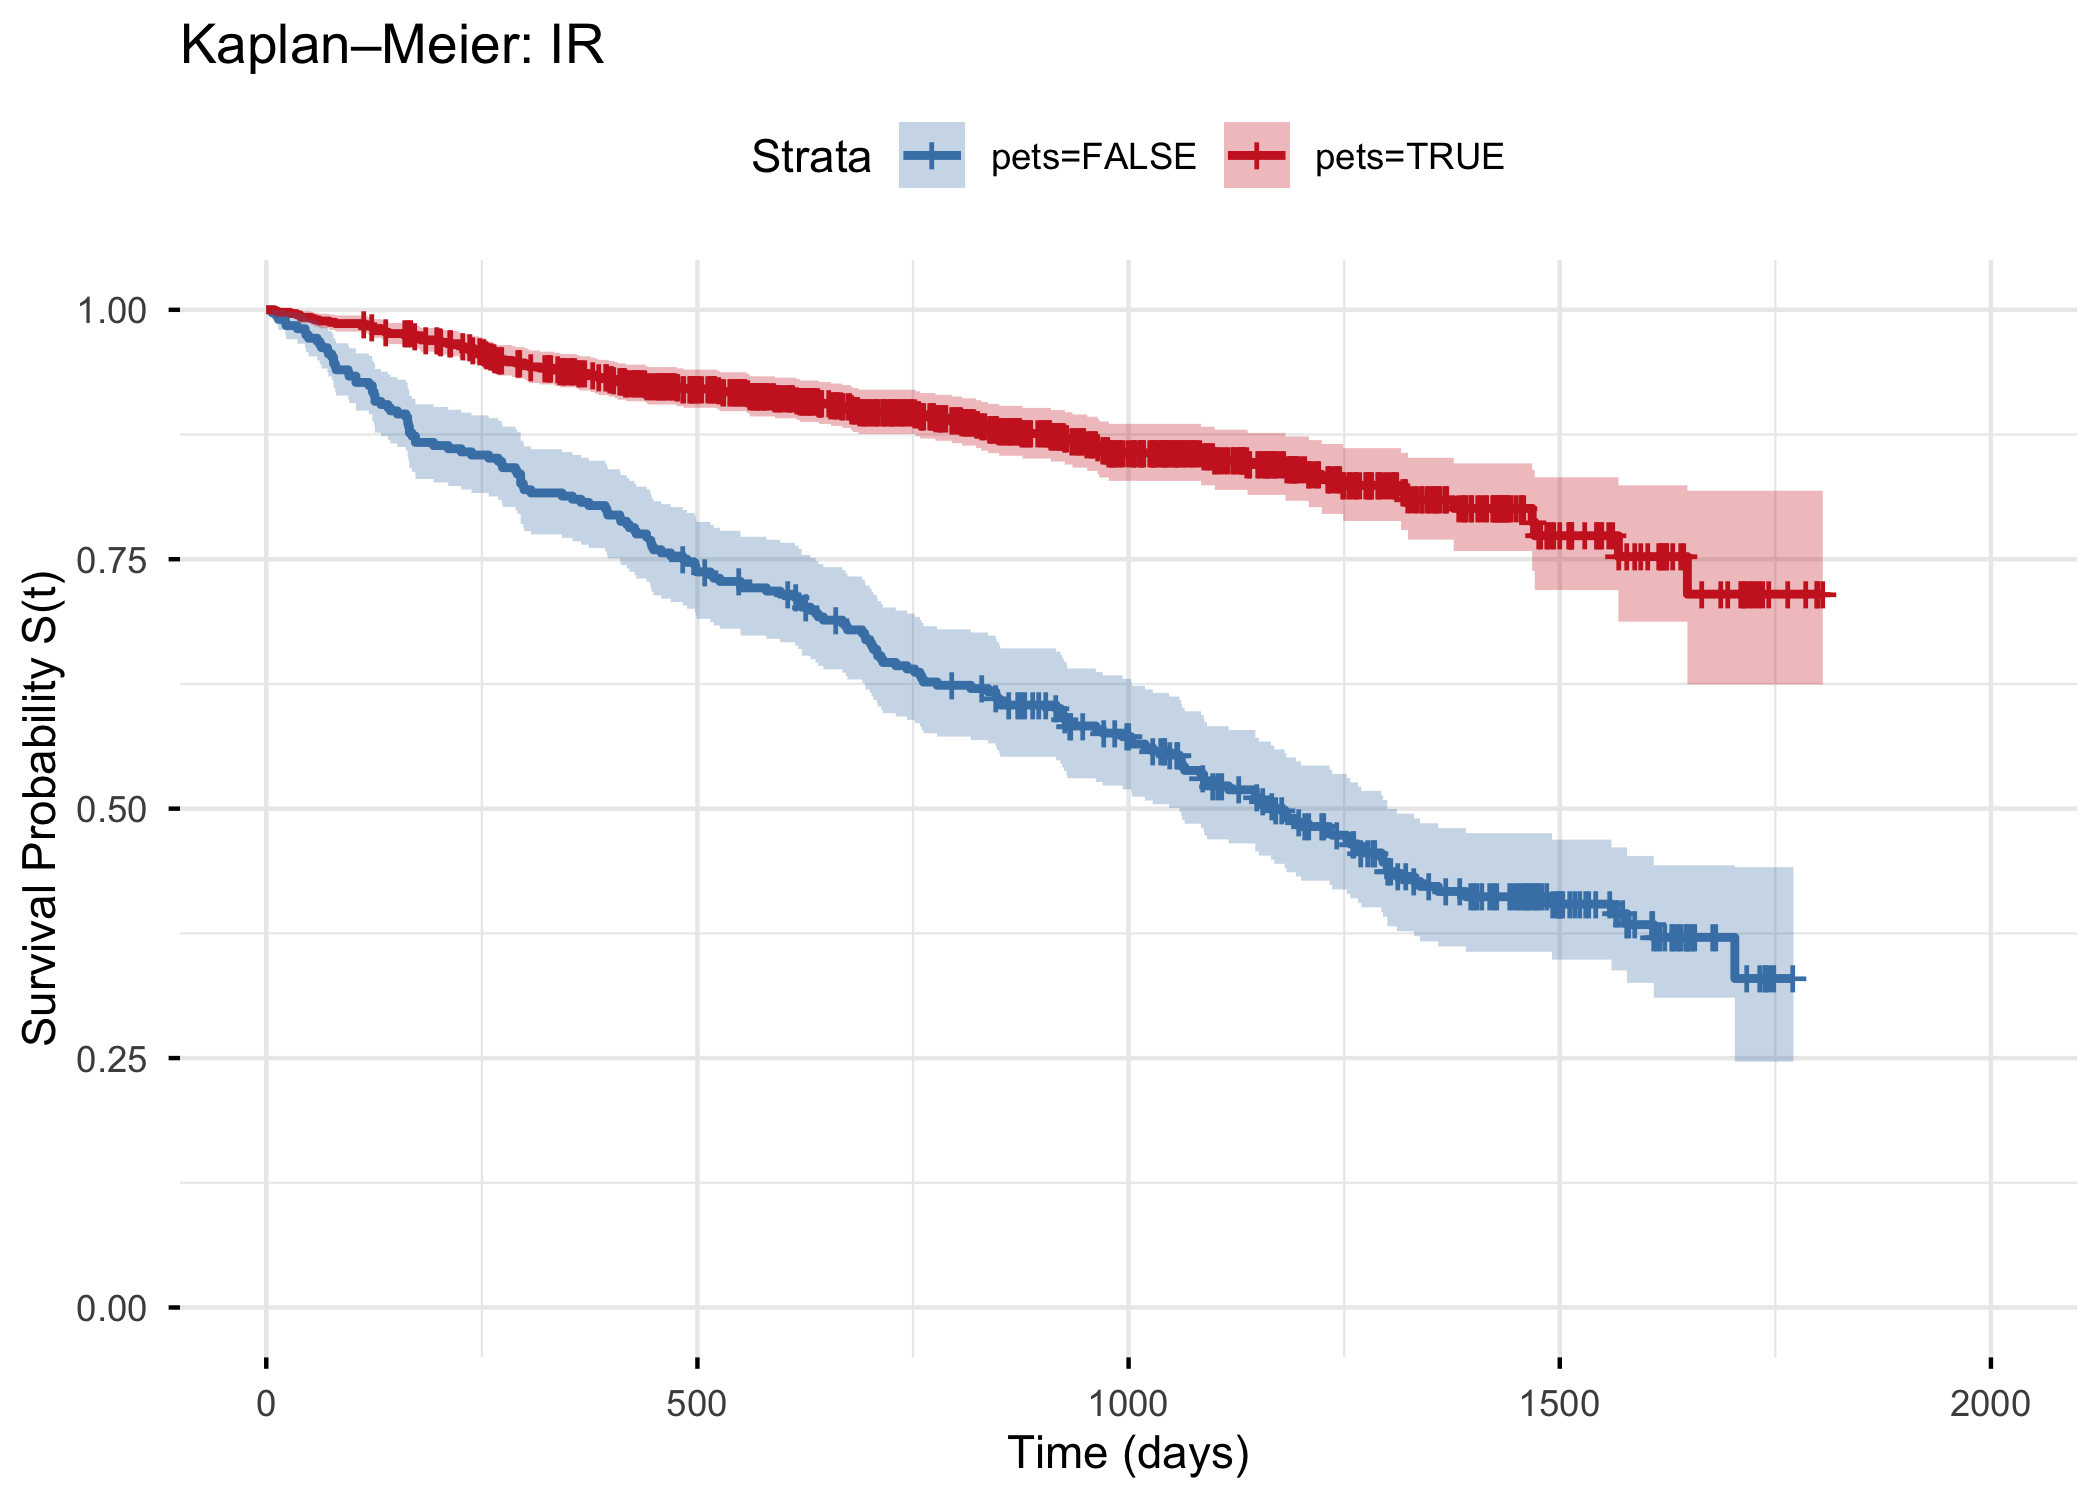 Kaplan–Meier: IR
Strata pets=FALSE pets=TRUE
Survival Probability S(t)
1.00
0.75
0.50
0.25
0.00
0 500 1000 1500 2000
Time (days)